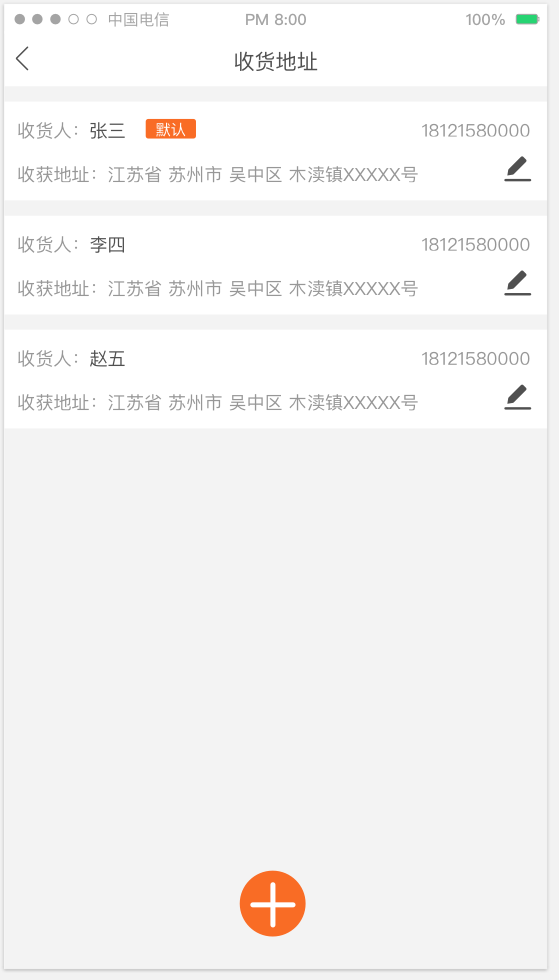 中国电信 PM 8:00 100%
收货地址
收货人：张三 默认 18121580000
收获地址：江苏省 苏州市 吴中区 木渎镇XXXXX号
收货人：李四 18121580000
收获地址：江苏省 苏州市 吴中区 木渎镇XXXXX号
收货人：赵五 18121580000
收获地址：江苏省 苏州市 吴中区 木渎镇XXXXX号